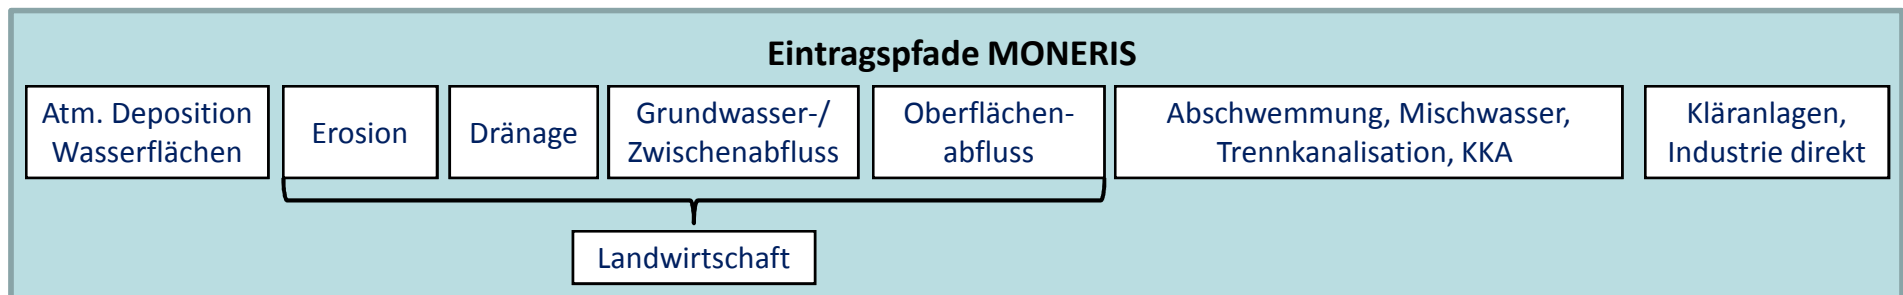 Eintragspfade MONERIS
Atm. Deposition
Wasserflächen
Erosion
Dränage
Grundwasser-/
Zwischenabfluss
Oberflächen-
abfluss
Abschwemmung, Mischwasser,
Trennkanalisation, KKA
Kläranlagen,
Industrie direkt
Landwirtschaft